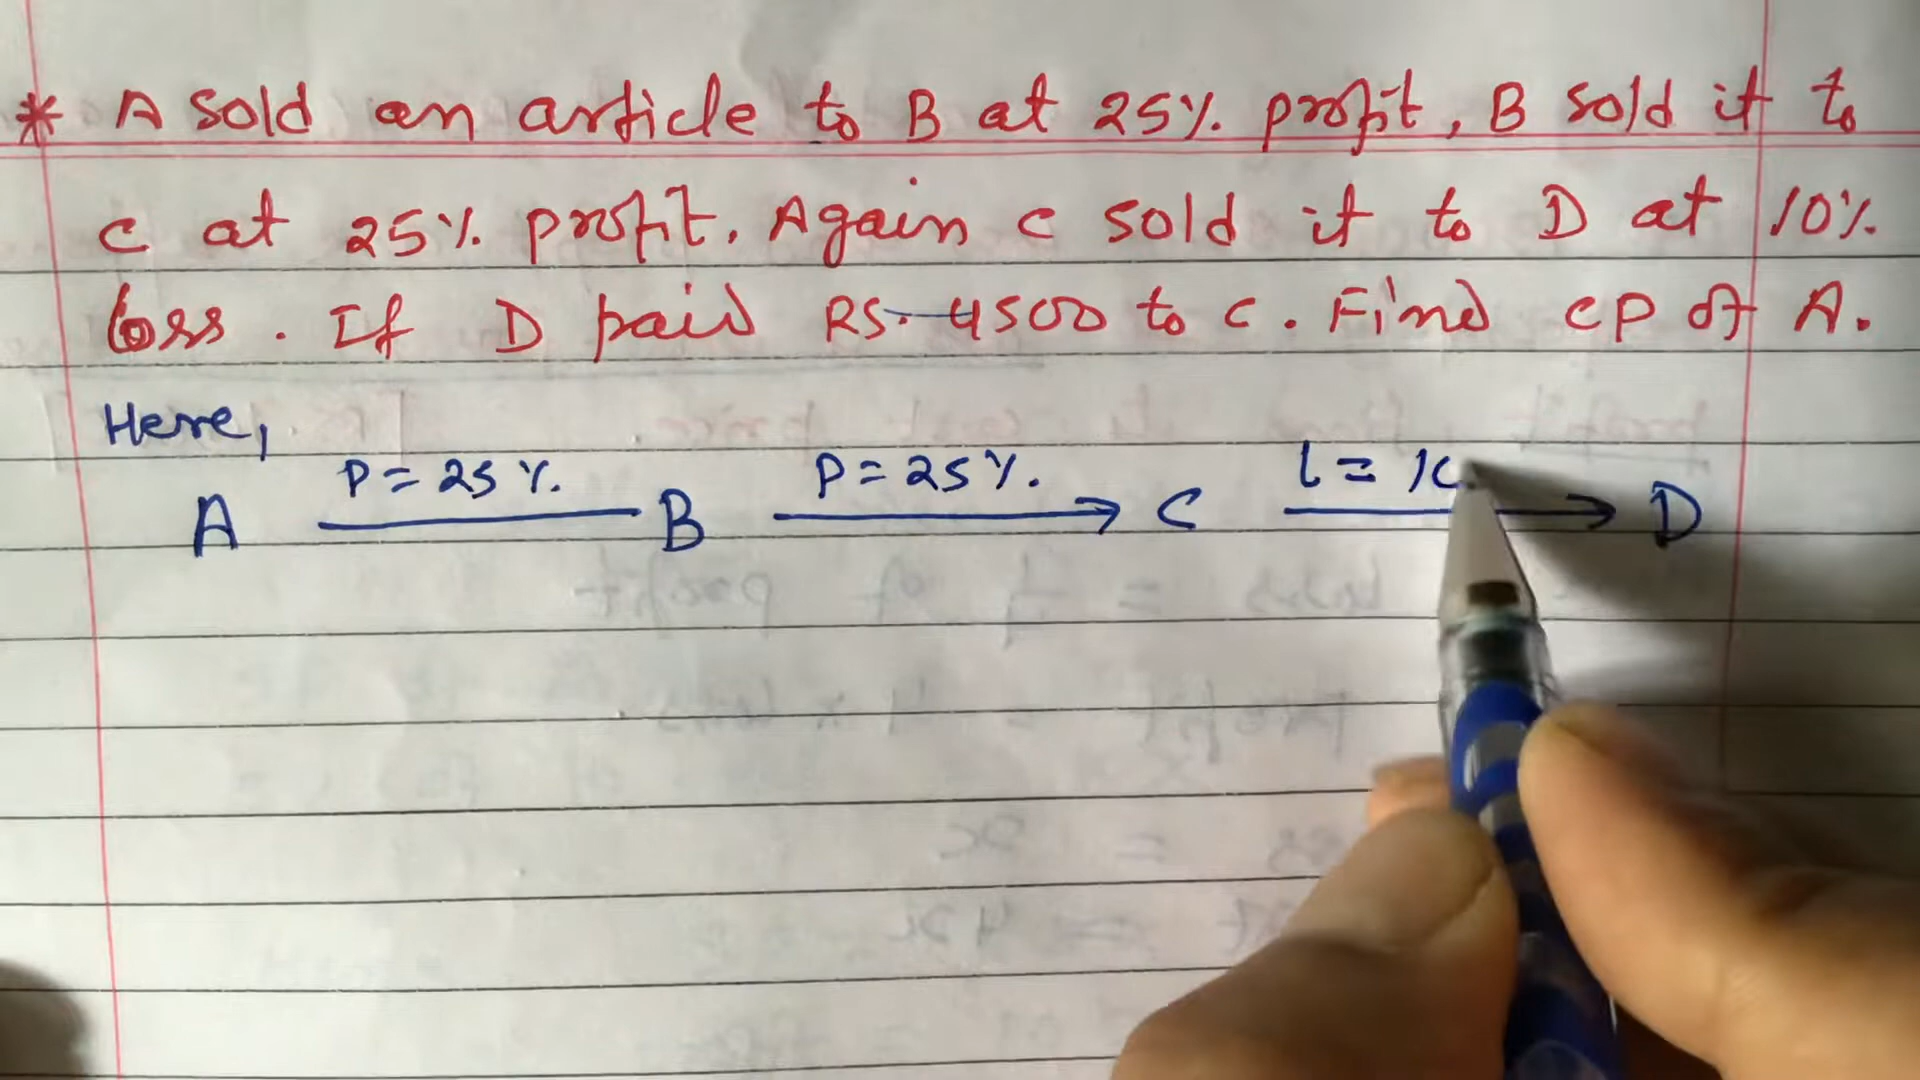 * A sold an article to B at 25% profit, B sold it to
C at 25% profit. Again C sold it to D at 10%
loss. If D paid RS. 4500 to C. Find CP of A.
Here,
P = 25% P = 25%. l = 10
A B C D